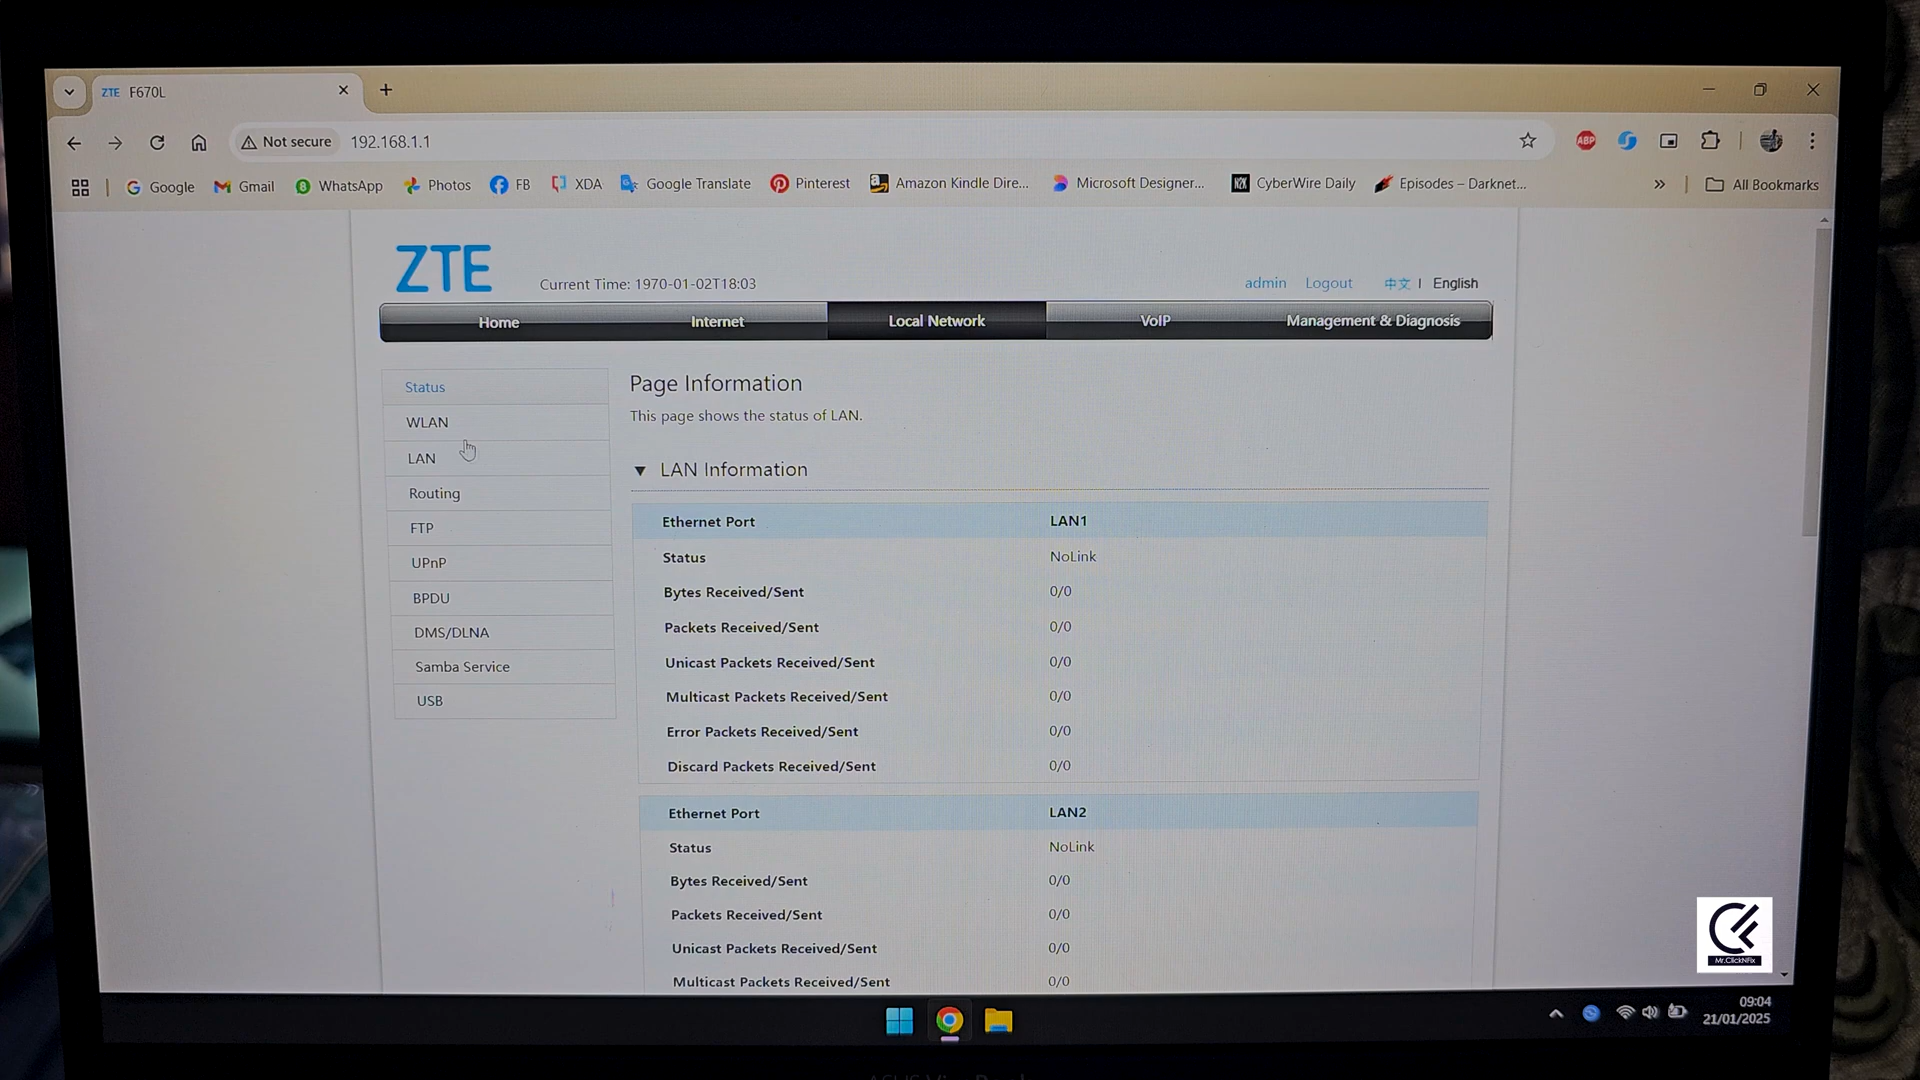 ZTE F670L
Not secure 192.168.1.1
ABP
Google Gmail WhatsApp Photos FB XDA Google Translate Pinterest Amazon Kindle Dire... Microsoft Designer... N2K CyberWire Daily Episodes – Darknet... » All Bookmarks
ZTE
Current Time: 1970-01-02T18:03
admin Logout 中文 | English
Home Internet Local Network VoIP Management & Diagnosis
Status
WLAN
LAN
Routing
FTP
UPnP
BPDU
DMS/DLNA
Samba Service
USB
Page Information
This page shows the status of LAN.
LAN Information
Ethernet Port LAN1
Status NoLink
Bytes Received/Sent 0/0
Packets Received/Sent 0/0
Unicast Packets Received/Sent 0/0
Multicast Packets Received/Sent 0/0
Error Packets Received/Sent 0/0
Discard Packets Received/Sent 0/0
Ethernet Port LAN2
Status NoLink
Bytes Received/Sent 0/0
Packets Received/Sent 0/0
Unicast Packets Received/Sent 0/0
Multicast Packets Received/Sent 0/0
Mr.ClickNFix
09:04
21/01/2025